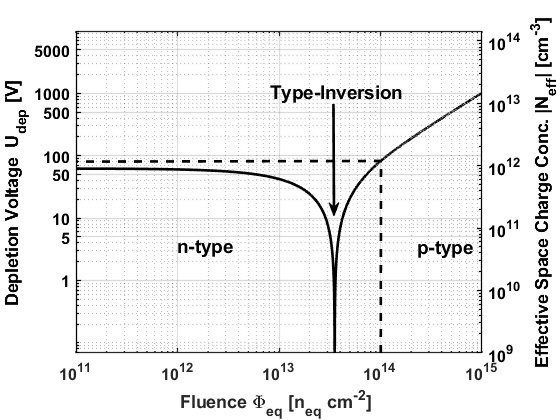 Depletion Voltage U_dep [V]
5000
1000
500
100
50
10
5
1
Type-Inversion
n-type
p-type
10^14
10^13
10^12
10^11
10^10
10^9
Effective Space Charge Conc. |N_eff| [cm^-3]
10^11 10^12 10^13 10^14 10^15
Fluence Φ_eq [n_eq cm^-2]